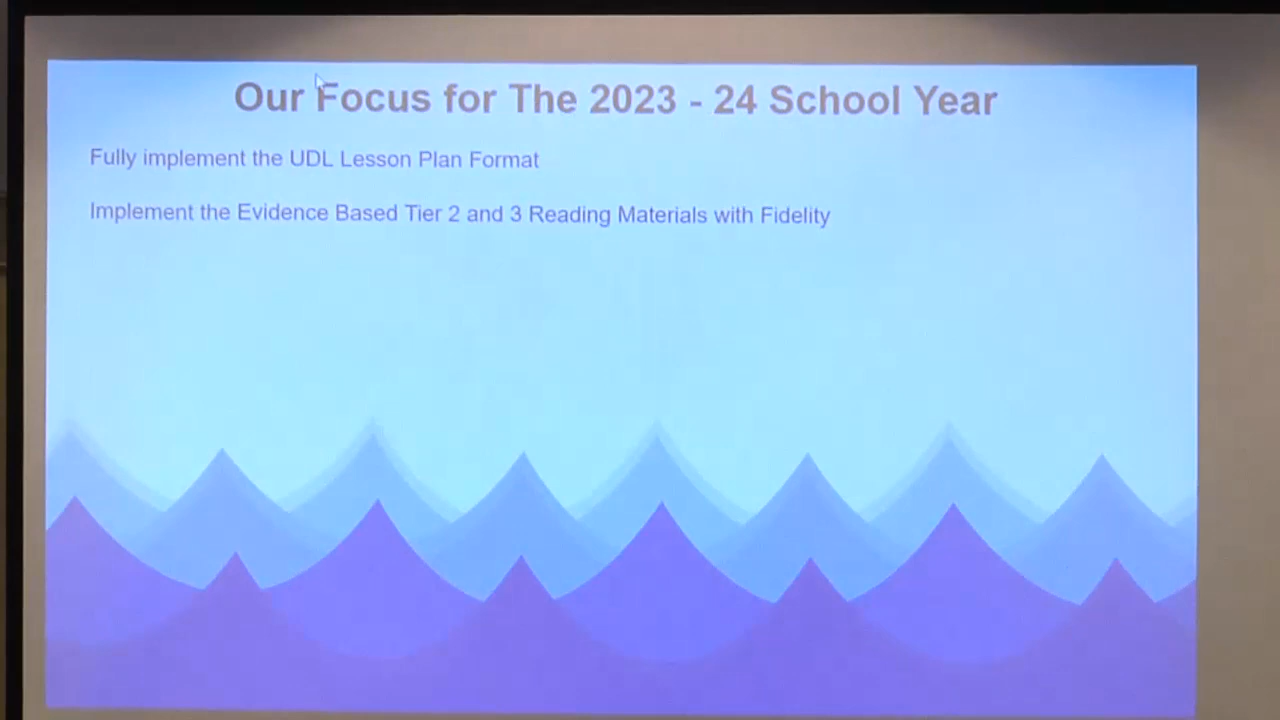 Our Focus for The 2023 - 24 School Year
Fully implement the UDL Lesson Plan Format
Implement the Evidence Based Tier 2 and 3 Reading Materials with Fidelity